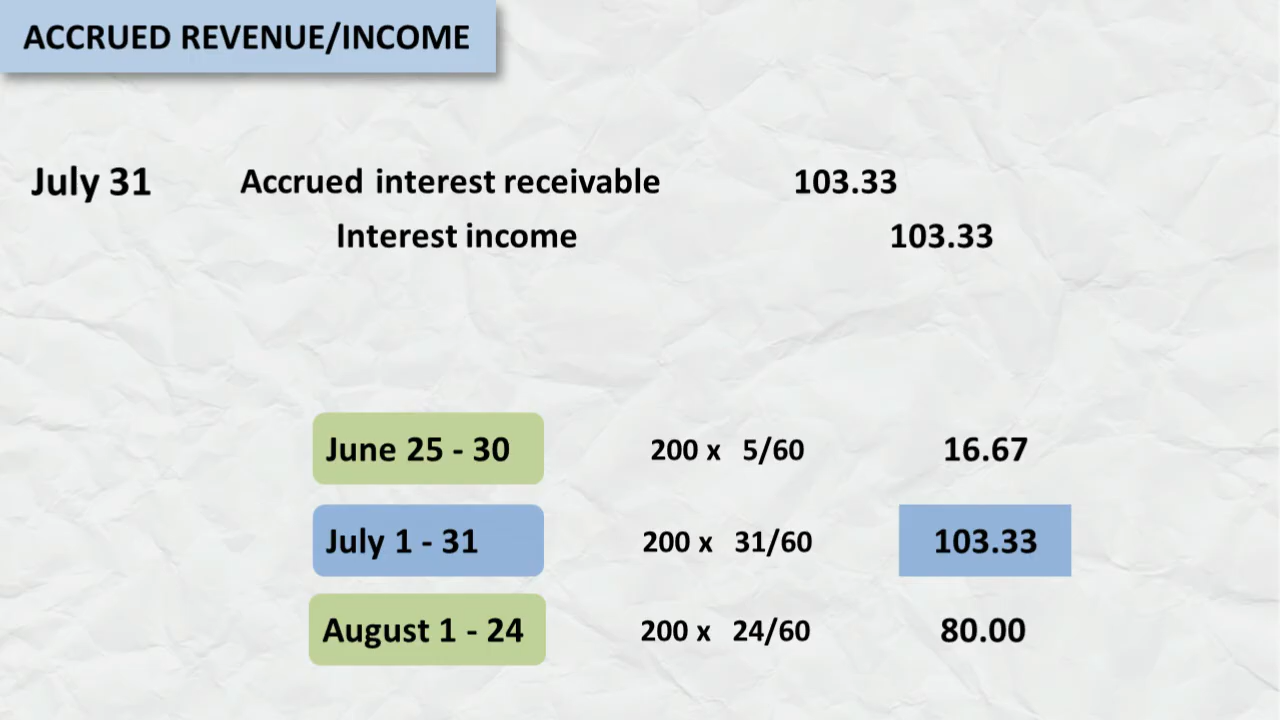 ACCRUED REVENUE/INCOME
July 31 Accrued interest receivable 103.33
Interest income 103.33
June 25 - 30 200 x 5/60 16.67
July 1 - 31 200 x 31/60 103.33
August 1 - 24 200 x 24/60 80.00